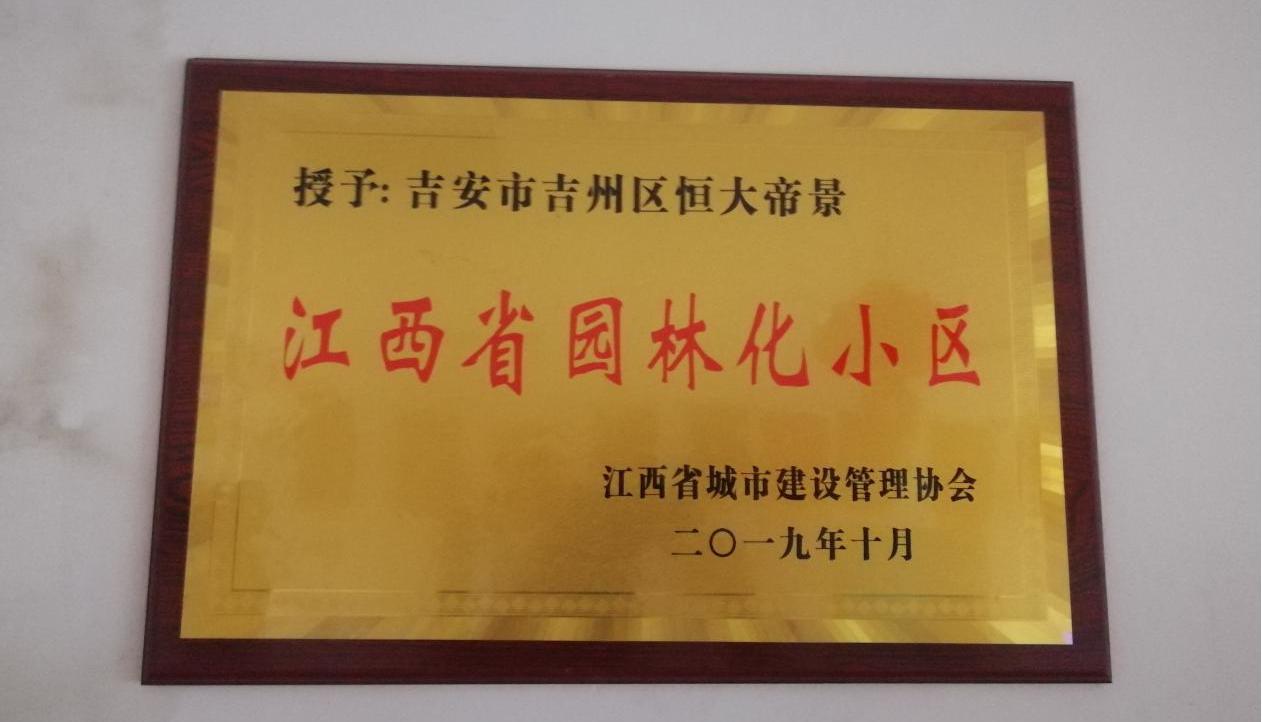 授予:吉安市吉州区恒大帝景
江西省园林化小区
江西省城市建设管理协会
二〇一九年十月